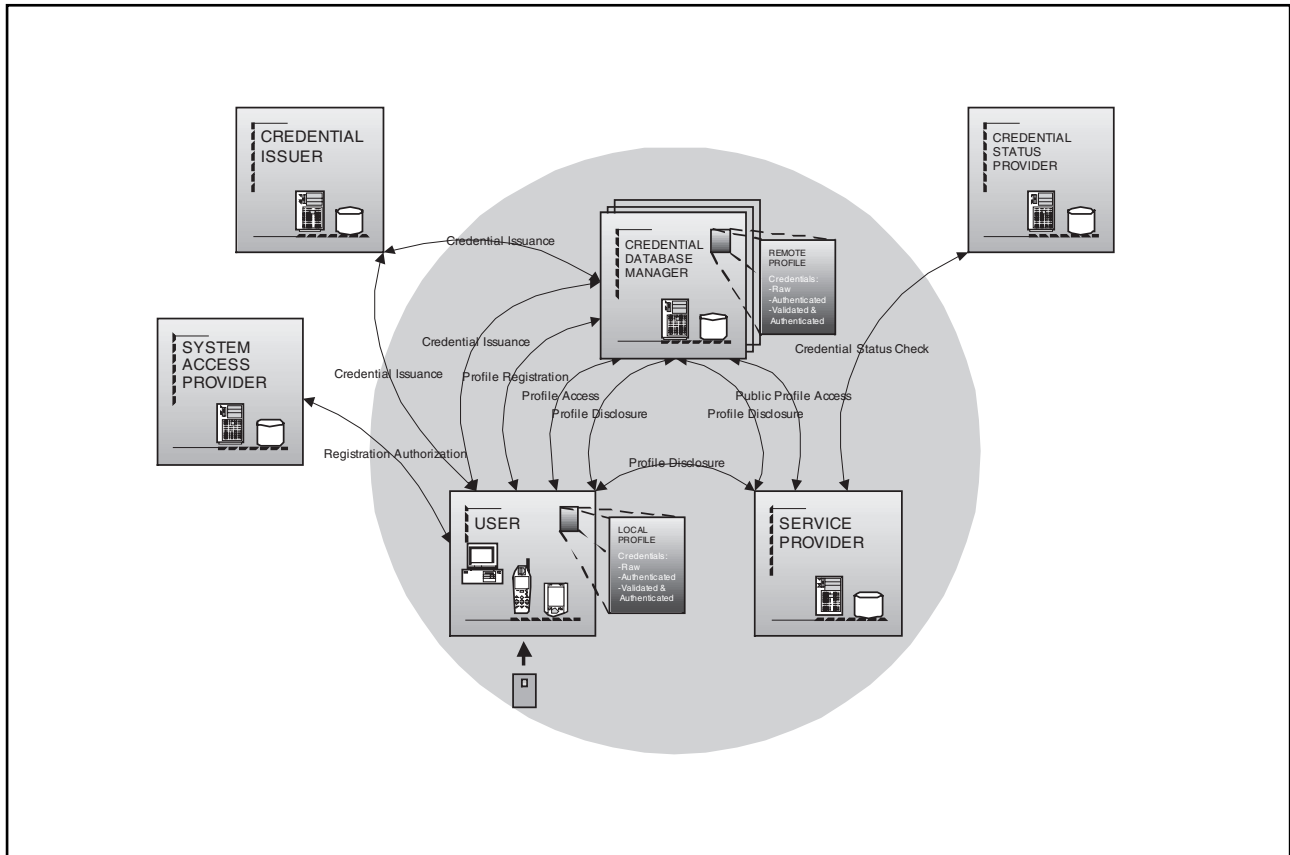 CREDENTIAL
ISSUER
CREDENTIAL
STATUS
PROVIDER
Credential Issuance
CREDENTIAL
DATABASE
MANAGER
REMOTE
PROFILE
Credentials:
-Raw
-Authenticated
-Validated &
Authenticated
SYSTEM
ACCESS
PROVIDER
Credential Issuance
Credential Status Check
Credential Issuance
Profile Registration
Profile Access
Public Profile Access
Profile Disclosure
Profile Disclosure
Registration Authorization
Profile Disclosure
USER
LOCAL
PROFILE
Credentials:
-Raw
-Authenticated
-Validated &
Authenticated
SERVICE
PROVIDER